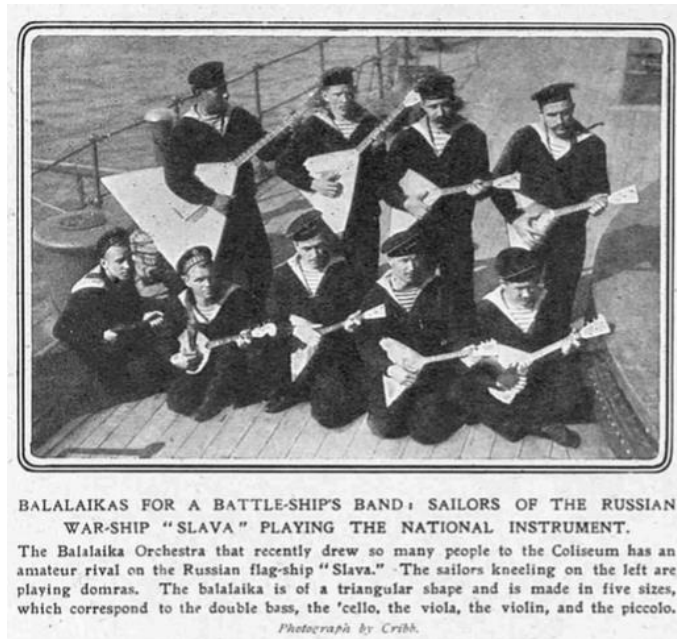 BALALAIKAS FOR A BATTLE-SHIP'S BAND: SAILORS OF THE RUSSIAN
WAR-SHIP "SLAVA" PLAYING THE NATIONAL INSTRUMENT.
The Balalaika Orchestra that recently drew so many people to the Coliseum has an
amateur rival on the Russian flag-ship "Slava." The sailors kneeling on the left are
playing domras. The balalaika is of a triangular shape and is made in five sizes,
which correspond to the double bass, the 'cello, the viola, the violin, and the piccolo.
Photograph by Cribb.